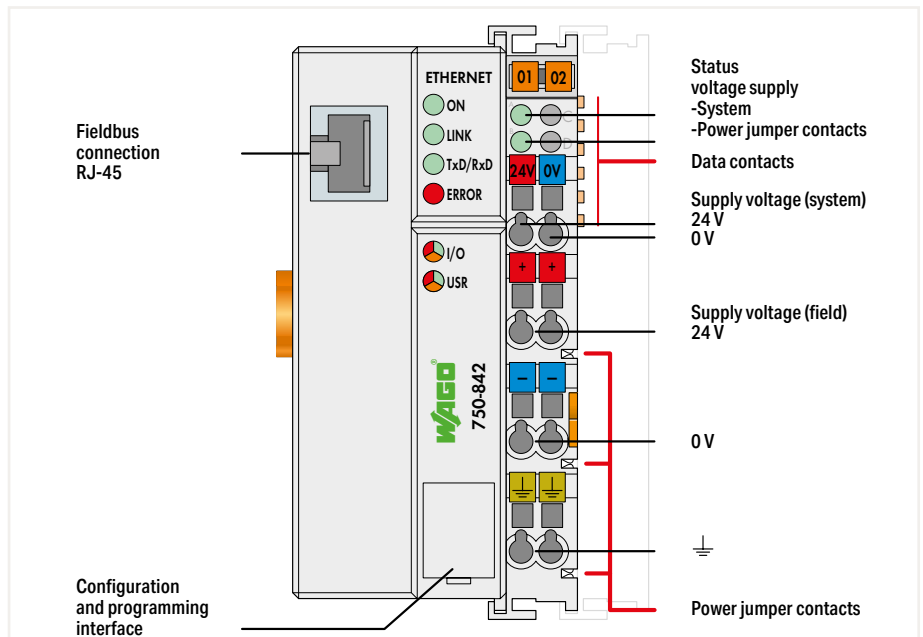 Fieldbus
connection
RJ-45
Configuration
and programming
interface
ETHERNET
ON
LINK
TxD/RxD
ERROR
I/O
USR
WAGO®
750-842
01 02
A C
B D
24V 0V
+ +
− −
Status
voltage supply
-System
-Power jumper contacts
Data contacts
Supply voltage (system)
24 V
0 V
Supply voltage (field)
24 V
0 V
Power jumper contacts